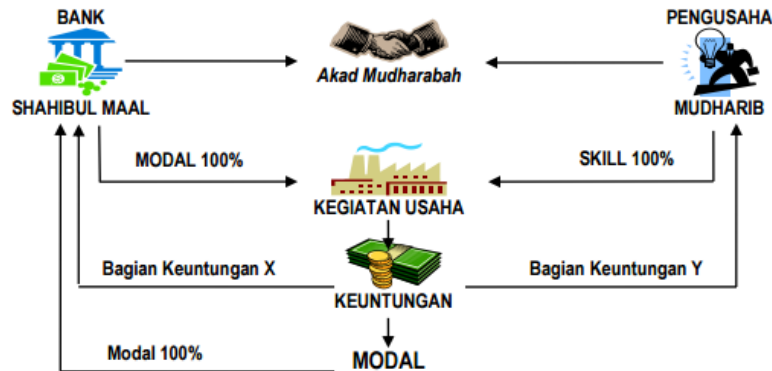 BANK
PENGUSAHA
Akad Mudharabah
SHAHIBUL MAAL
MUDHARIB
MODAL 100%
SKILL 100%
KEGIATAN USAHA
Bagian Keuntungan X
Bagian Keuntungan Y
KEUNTUNGAN
Modal 100%
MODAL